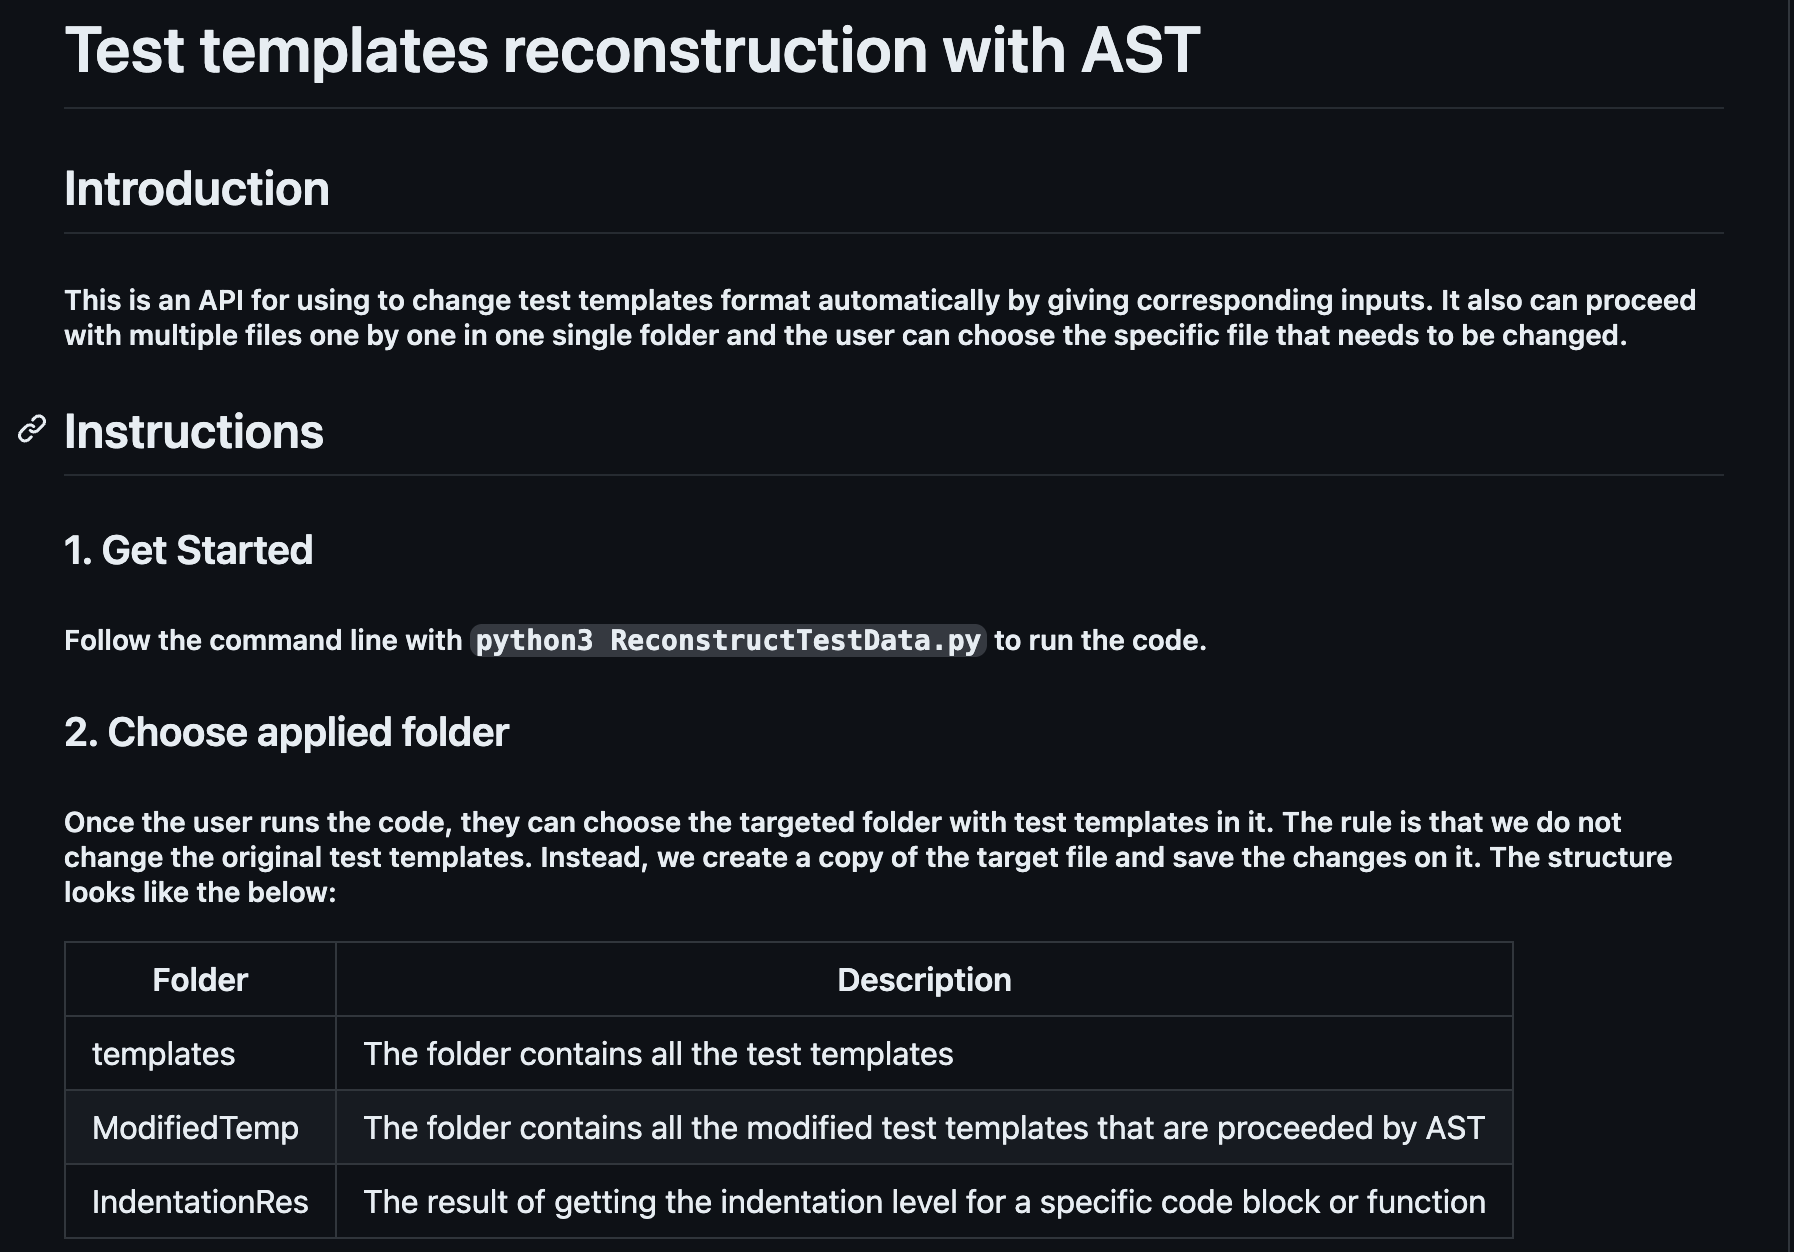 Test templates reconstruction with AST
Introduction
This is an API for using to change test templates format automatically by giving corresponding inputs. It also can proceed
with multiple files one by one in one single folder and the user can choose the specific file that needs to be changed.
Instructions
1. Get Started
Follow the command line with python3 ReconstructTestData.py to run the code.
2. Choose applied folder
Once the user runs the code, they can choose the targeted folder with test templates in it. The rule is that we do not
change the original test templates. Instead, we create a copy of the target file and save the changes on it. The structure
looks like the below:
Folder Description
templates The folder contains all the test templates
ModifiedTemp The folder contains all the modified test templates that are proceeded by AST
IndentationRes The result of getting the indentation level for a specific code block or function